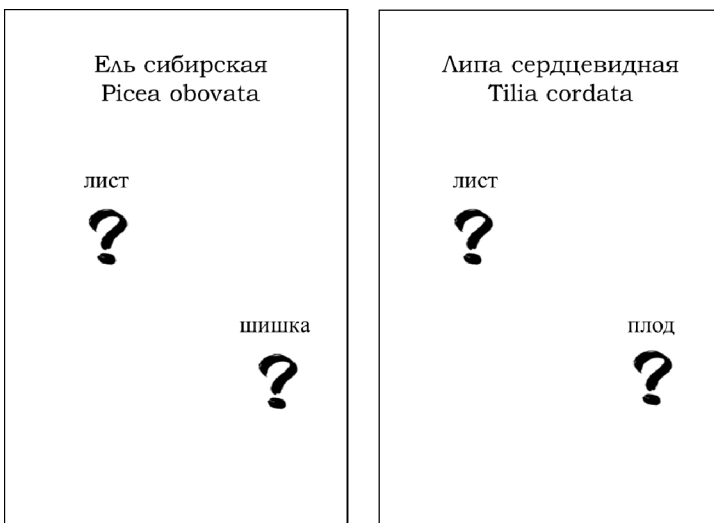 Ель сибирская
Picea obovata
лист
?
шишка
?
Липа сердцевидная
Tilia cordata
лист
?
плод
?